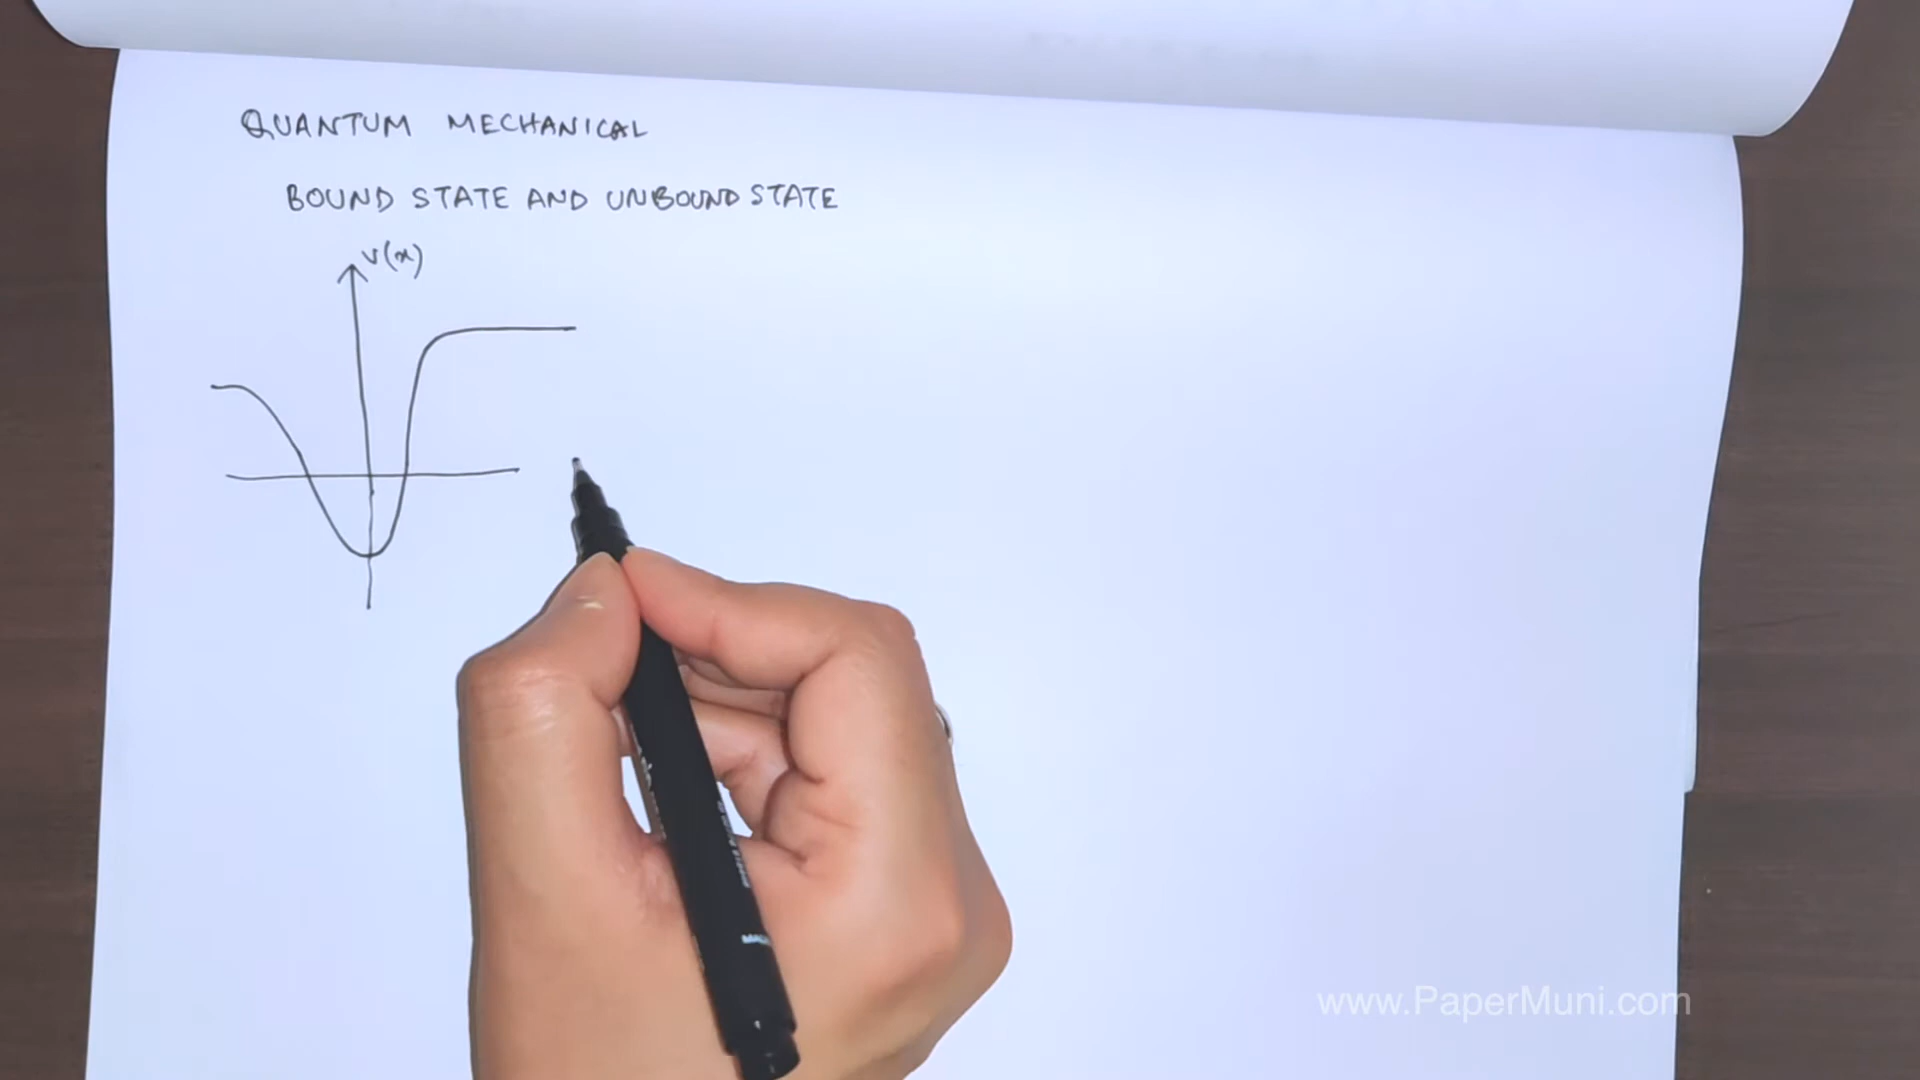 QUANTUM MECHANICAL
BOUND STATE AND UNBOUND STATE
V(x)
www.PaperMuni.com